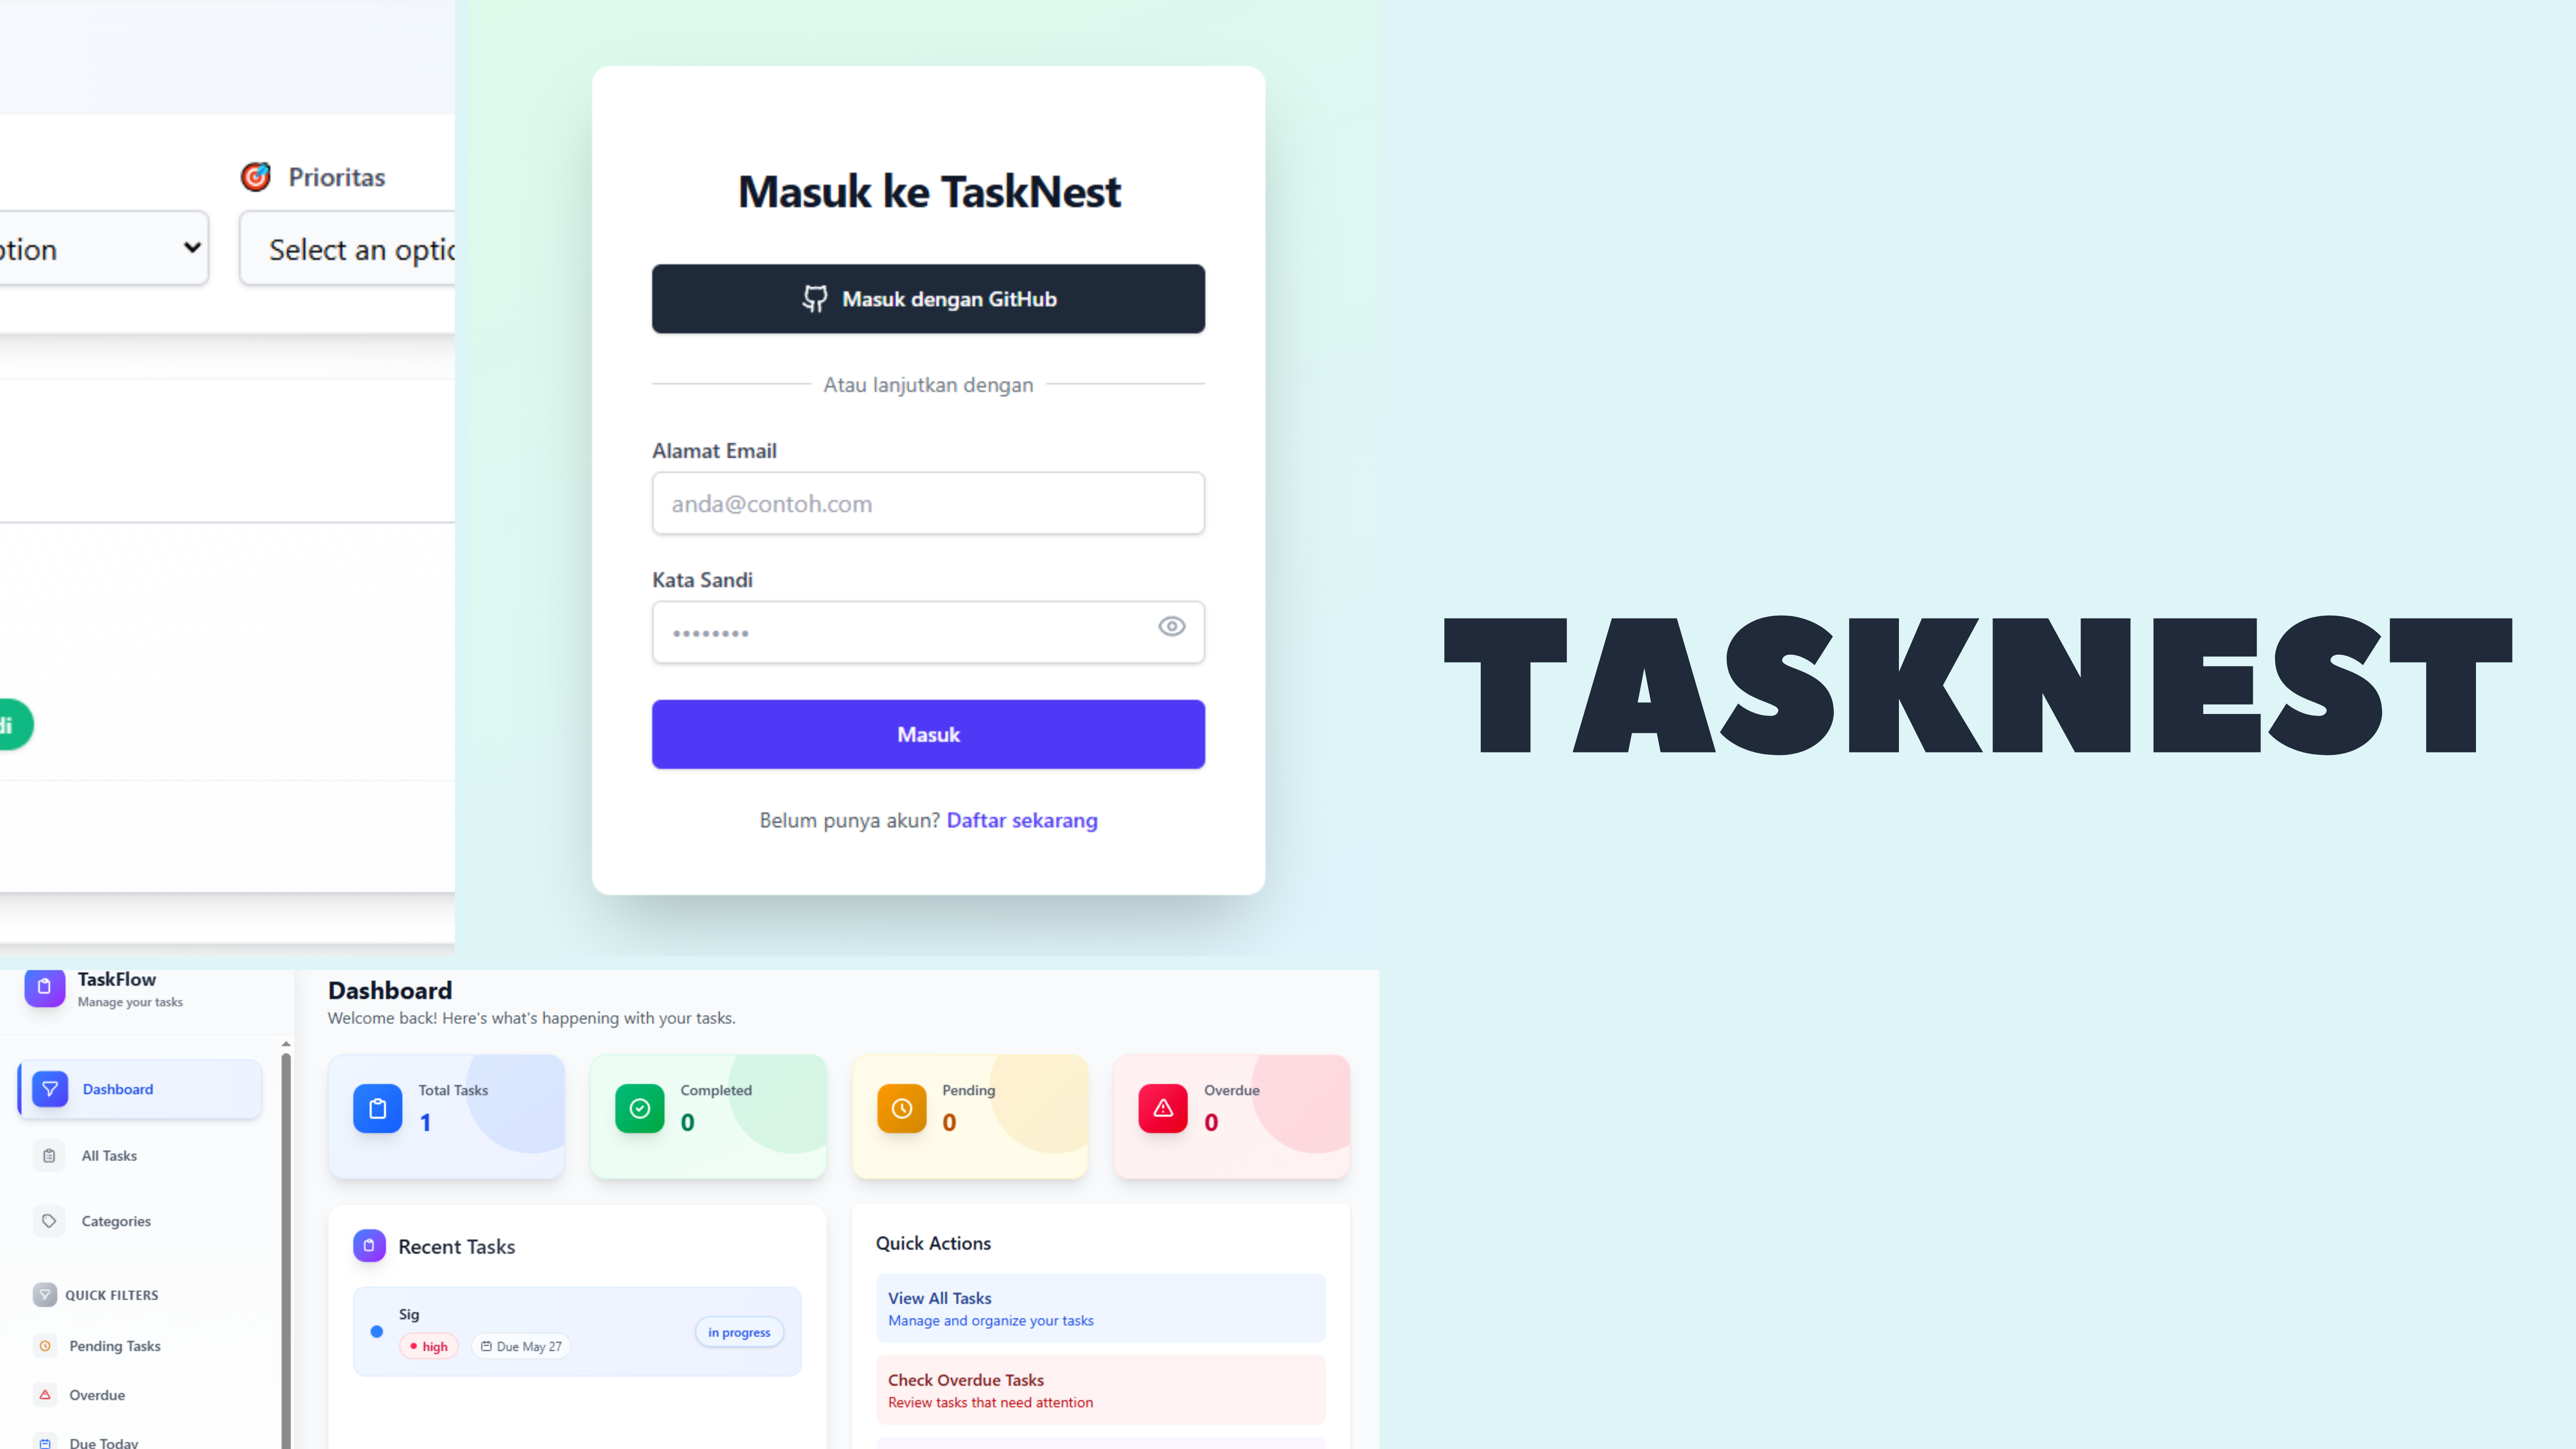 Prioritas
Select an optio
Masuk ke TaskNest
Masuk dengan GitHub
Atau lanjutkan dengan
Alamat Email
anda@contoh.com
Kata Sandi
Masuk
Belum punya akun? Daftar sekarang
TASKNEST
TaskFlow
Manage your tasks
Dashboard
All Tasks
Categories
QUICK FILTERS
Pending Tasks
Overdue
Due Today
Dashboard
Welcome back! Here's what's happening with your tasks.
Total Tasks
1
Completed
0
Pending
0
Overdue
0
Recent Tasks
Sig
high
Due May 27
in progress
Quick Actions
View All Tasks
Manage and organize your tasks
Check Overdue Tasks
Review tasks that need attention